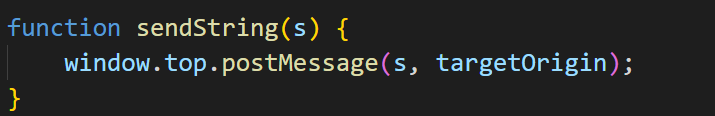 function sendString(s) {
    window.top.postMessage(s, targetOrigin);
}